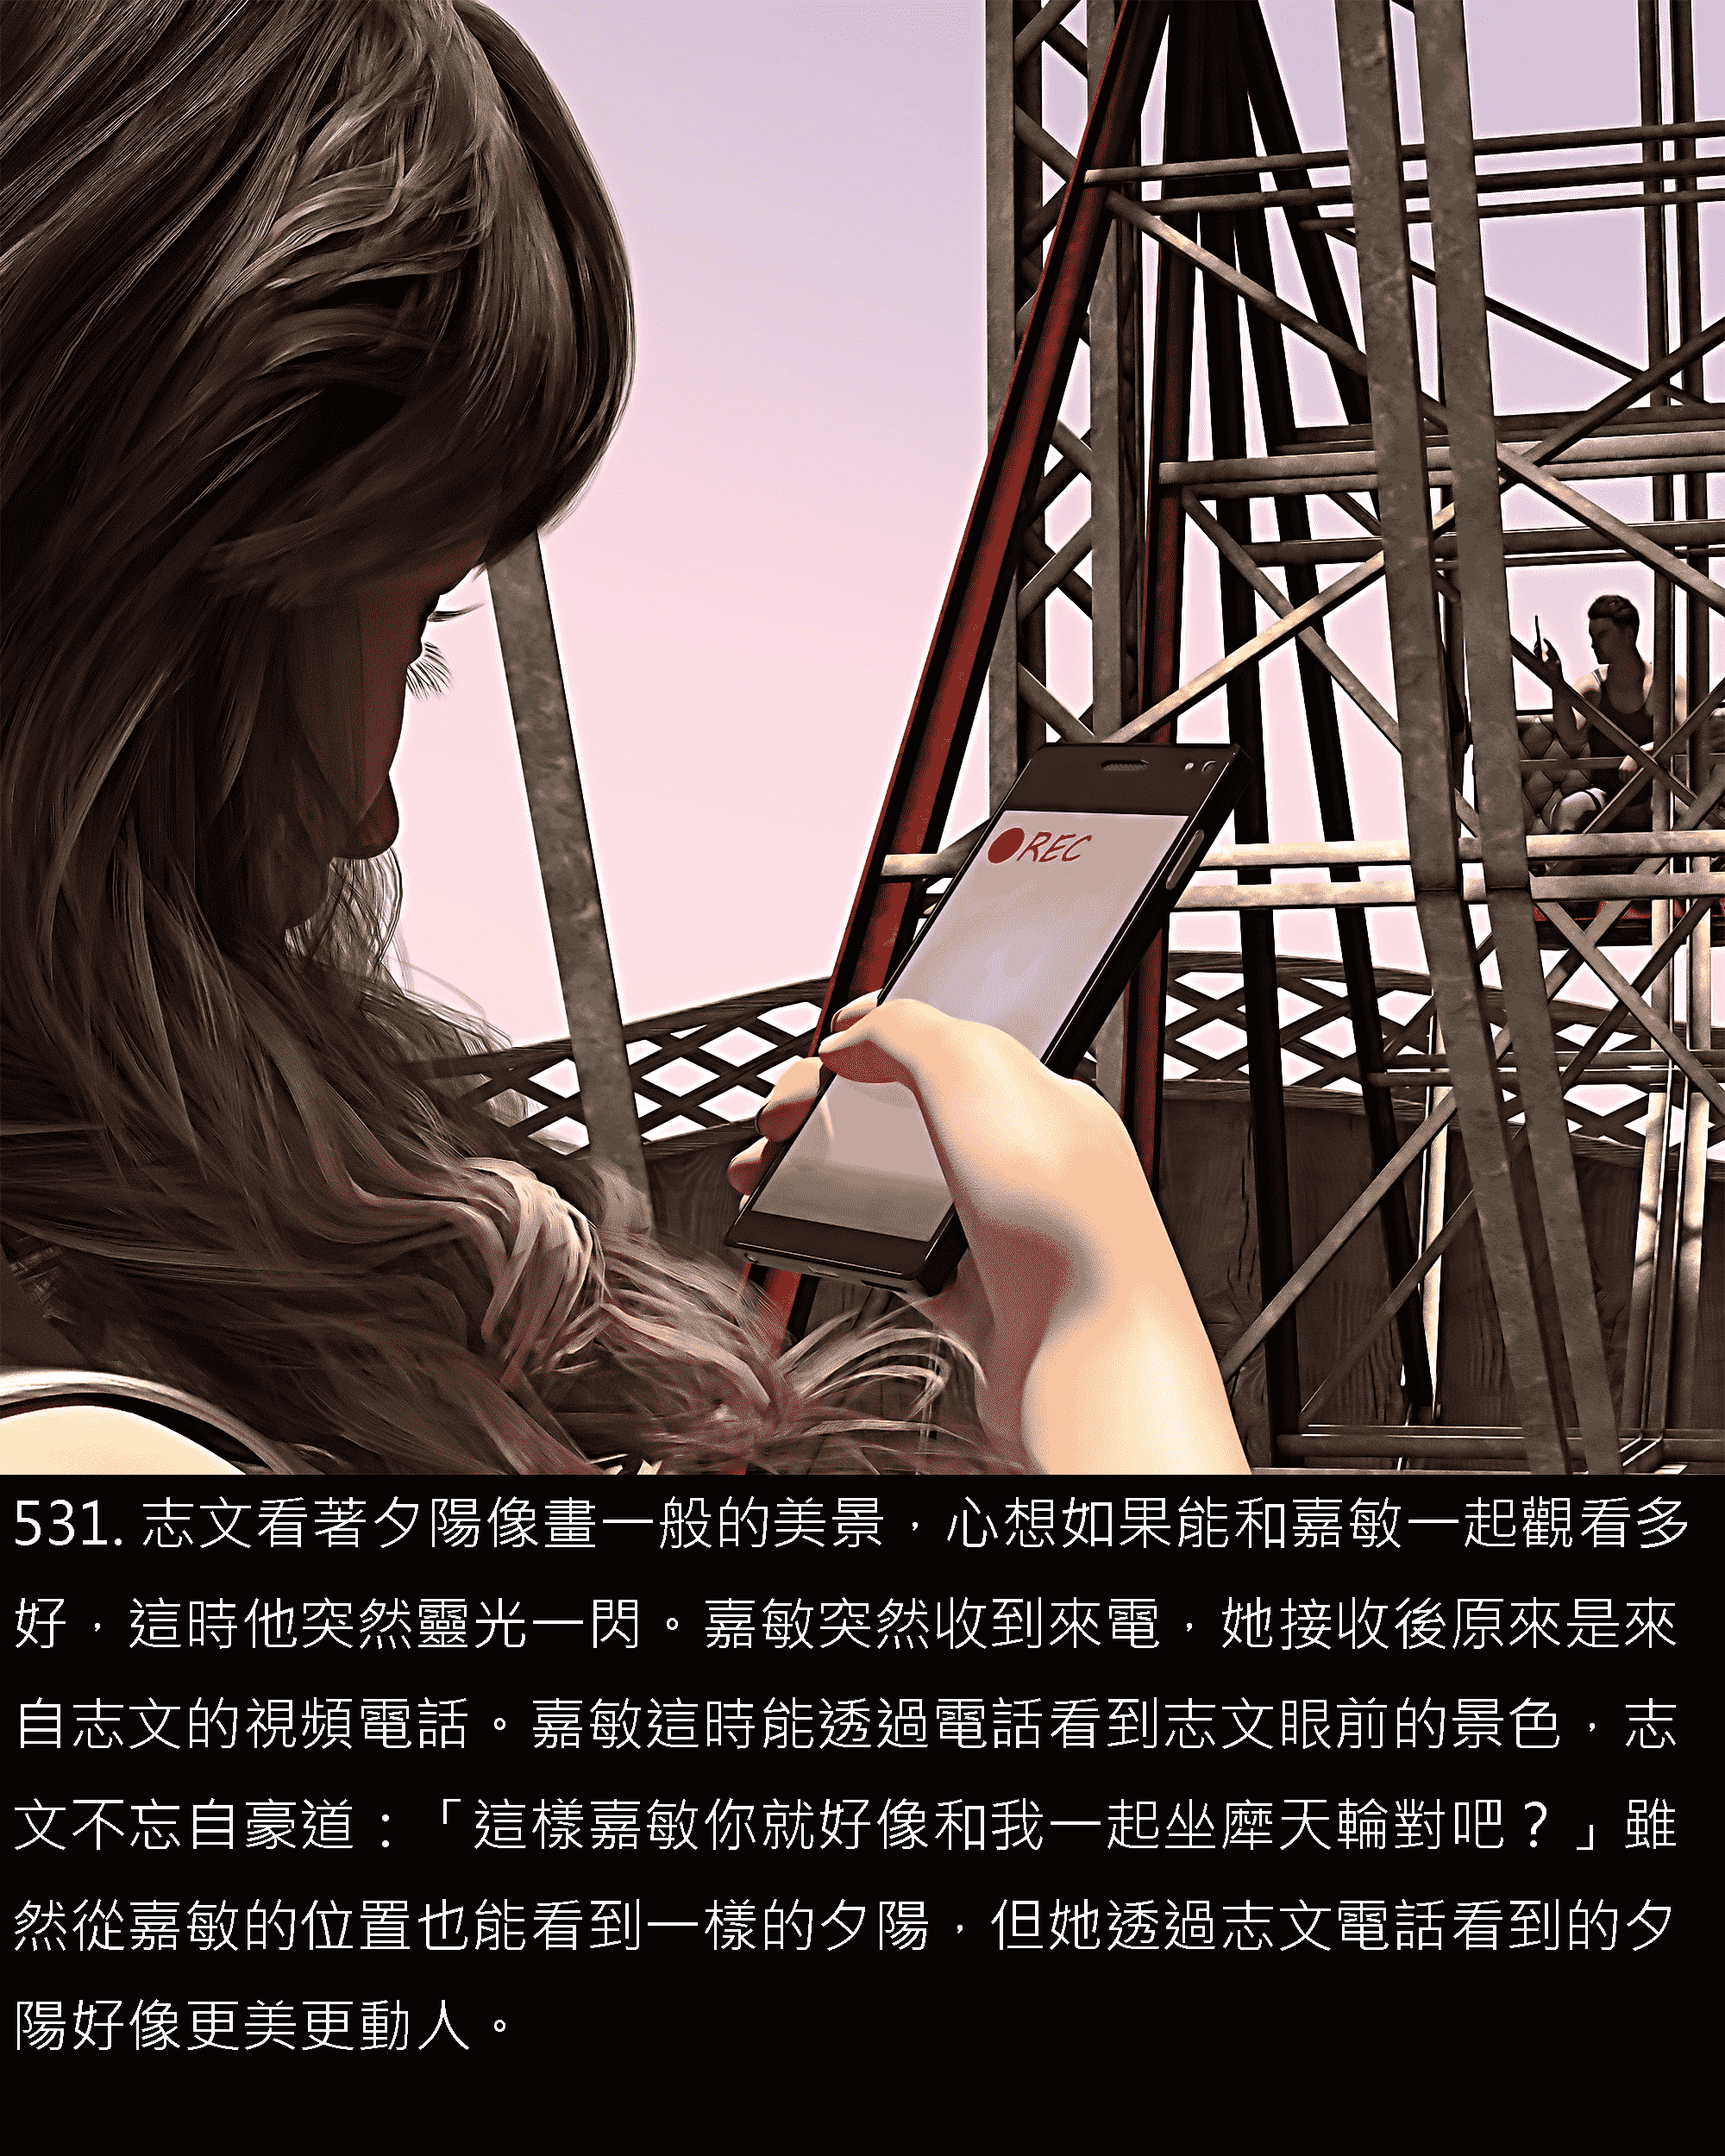 REC
531. 志文看著夕陽像畫一般的美景，心想如果能和嘉敏一起觀看多
好，這時他突然靈光一閃。嘉敏突然收到來電，她接收後原來是來
自志文的視頻電話。嘉敏這時能透過電話看到志文眼前的景色，志
文不忘自豪道：「這樣嘉敏你就好像和我一起坐犘天輪對吧？」雖
然從嘉敏的位置也能看到一樣的夕陽，但她透過志文電話看到的夕
陽好像更美更動人。